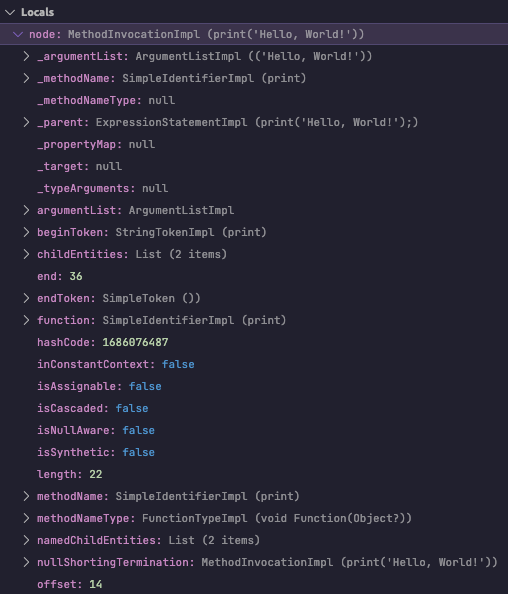 Locals
node: MethodInvocationImpl (print('Hello, World!'))
_argumentList: ArgumentListImpl (('Hello, World!'))
_methodName: SimpleIdentifierImpl (print)
_methodNameType: null
_parent: ExpressionStatementImpl (print('Hello, World!');)
_propertyMap: null
_target: null
_typeArguments: null
argumentList: ArgumentListImpl
beginToken: StringTokenImpl (print)
childEntities: List (2 items)
end: 36
endToken: SimpleToken ())
function: SimpleIdentifierImpl (print)
hashCode: 1686076487
inConstantContext: false
isAssignable: false
isCascaded: false
isNullAware: false
isSynthetic: false
length: 22
methodName: SimpleIdentifierImpl (print)
methodNameType: FunctionTypeImpl (void Function(Object?))
namedChildEntities: List (2 items)
nullShortingTermination: MethodInvocationImpl (print('Hello, World!'))
offset: 14